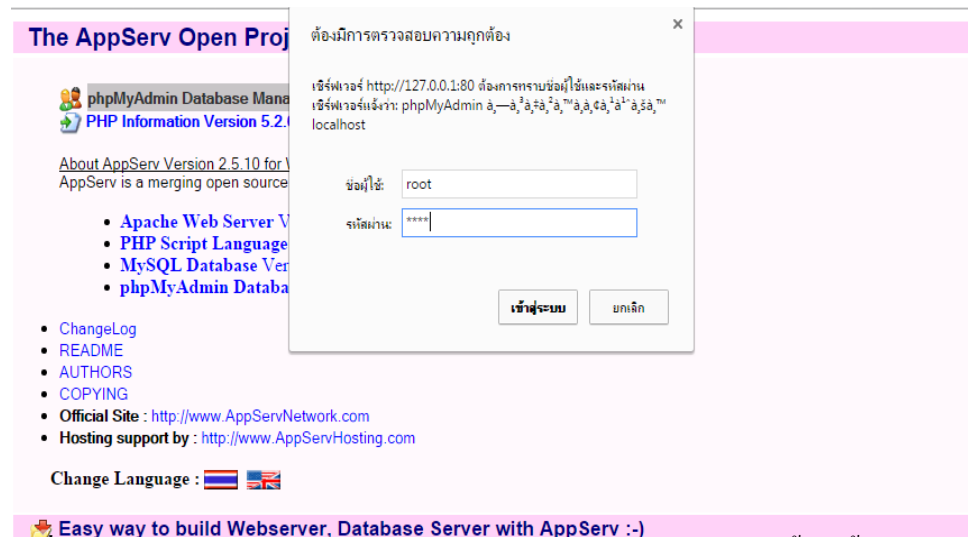 The AppServ Open Proj
ต้องมีการตรวจสอบความถูกต้อง
×
เซิร์ฟเวอร์ http://127.0.0.1:80 ต้องการทราบชื่อผู้ใช้และรหัสผ่าน
เซิร์ฟเวอร์แจ้งว่า: phpMyAdmin
localhost
ชื่อผู้ใช้: root
รหัสผ่าน: ****
เข้าสู่ระบบ
ยกเลิก
phpMyAdmin Database Mana
PHP Information Version 5.2.
About AppServ Version 2.5.10 for
AppServ is a merging open source
• Apache Web Server V
• PHP Script Language
• MySQL Database Ver
• phpMyAdmin Databa
• ChangeLog
• README
• AUTHORS
• COPYING
• Official Site : http://www.AppServNetwork.com
• Hosting support by : http://www.AppServHosting.com
Change Language :
Easy way to build Webserver, Database Server with AppServ :-)